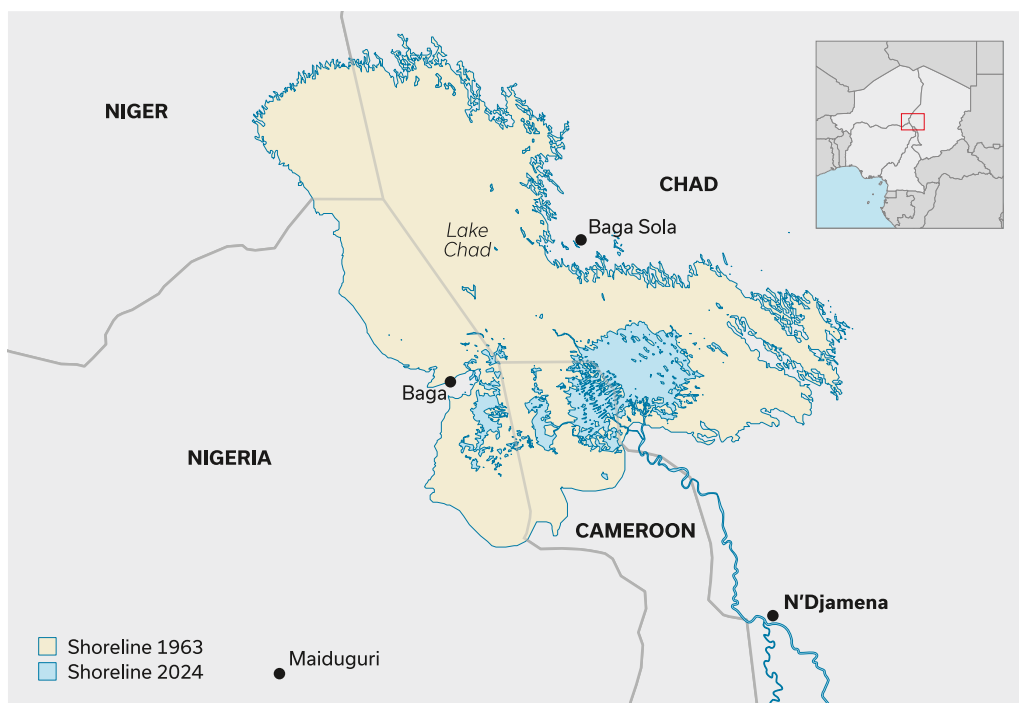 NIGER
CHAD
Baga Sola
Lake
Chad
Baga
NIGERIA
CAMEROON
N'Djamena
Shoreline 1963
Shoreline 2024
Maiduguri